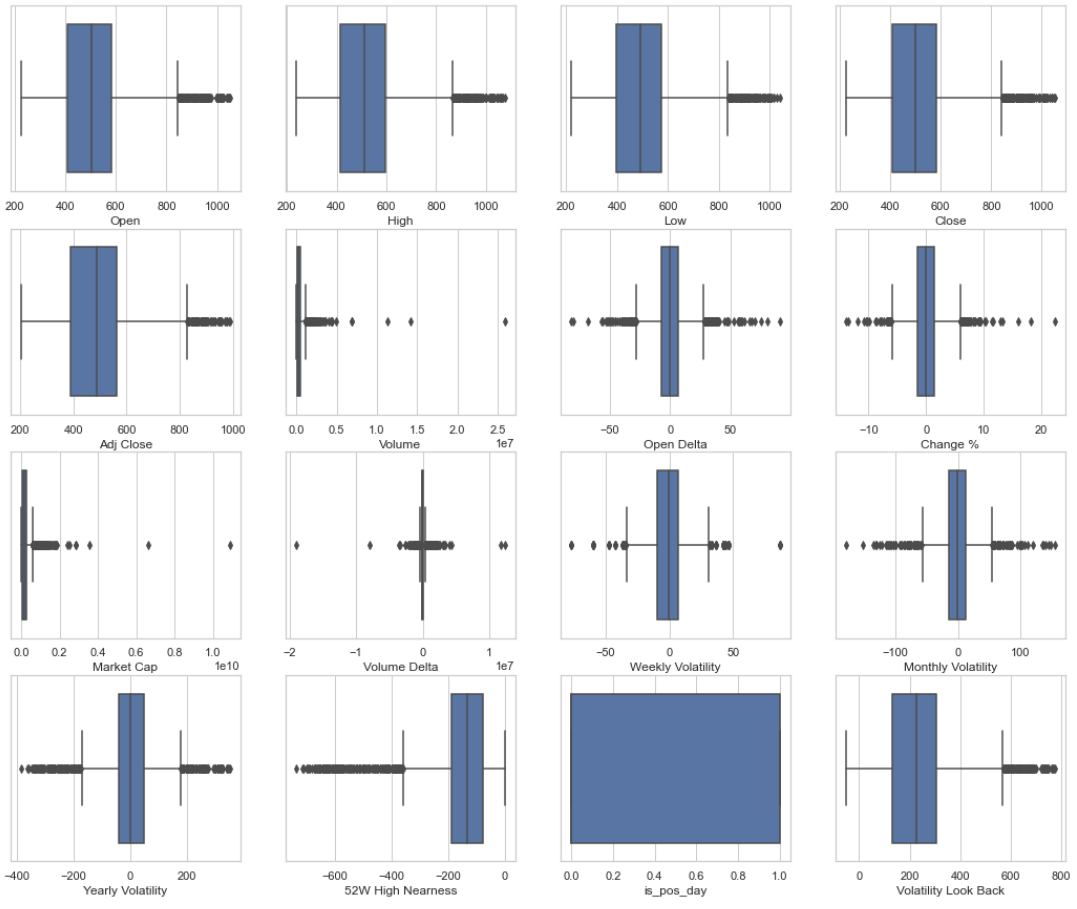 200 400 600 800 1000
Open
200 400 600 800 1000
High
200 400 600 800 1000
Low
200 400 600 800 1000
Close
200 400 600 800 1000
Adj Close
0.0 0.5 1.0 1.5 2.0 2.5
Volume
1e7
−50 0 50
Open Delta
−10 0 10 20
Change %
0.0 0.2 0.4 0.6 0.8 1.0
Market Cap
1e10
−2 −1 0 1
Volume Delta
1e7
−50 0 50
Weekly Volatility
−100 0 100
Monthly Volatility
−400 −200 0 200
Yearly Volatility
−600 −400 −200 0
52W High Nearness
0.0 0.2 0.4 0.6 0.8 1.0
is_pos_day
0 200 400 600 800
Volatility Look Back